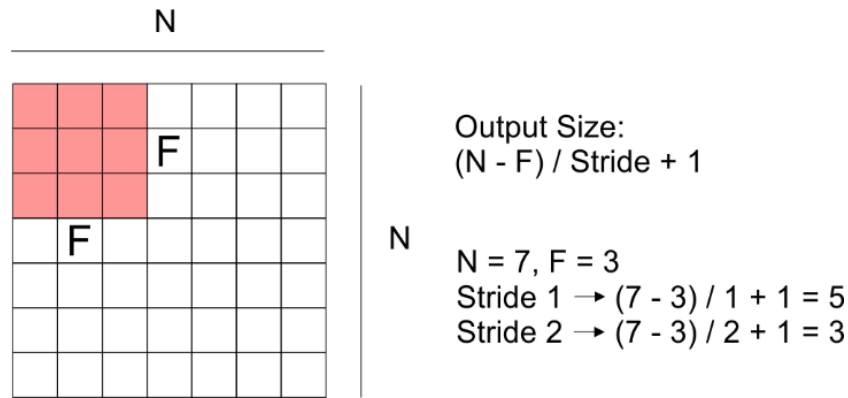 N
F
F
N
Output Size:
(N - F) / Stride + 1
N = 7, F = 3
Stride 1 → (7 - 3) / 1 + 1 = 5
Stride 2 → (7 - 3) / 2 + 1 = 3